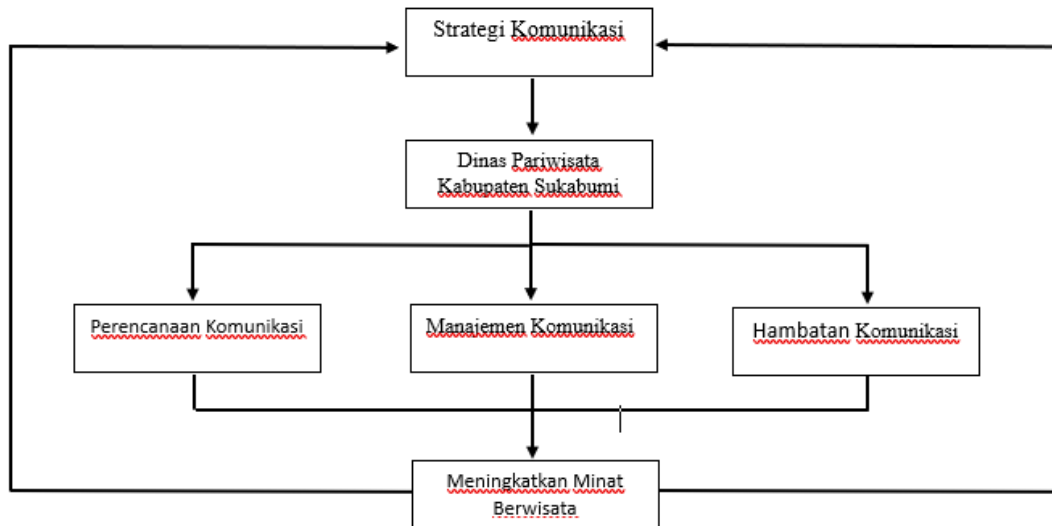 Strategi Komunikasi
Dinas Pariwisata
Kabupaten Sukabumi
Perencanaan Komunikasi
Manajemen Komunikasi
Hambatan Komunikasi
Meningkatkan Minat
Berwisata